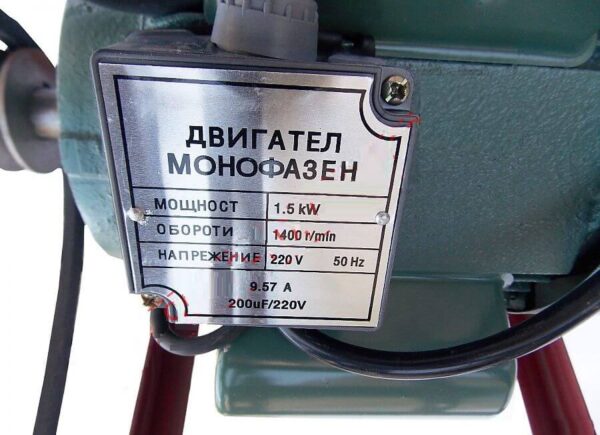 ДВИГАТЕЛ
МОНОФАЗЕН
МОЩНОСТ 1.5 kW
ОБОРОТИ 1400 r/min
НАПРЕЖЕНИЕ 220 V 50 Hz
9.57 A
200uF/220V